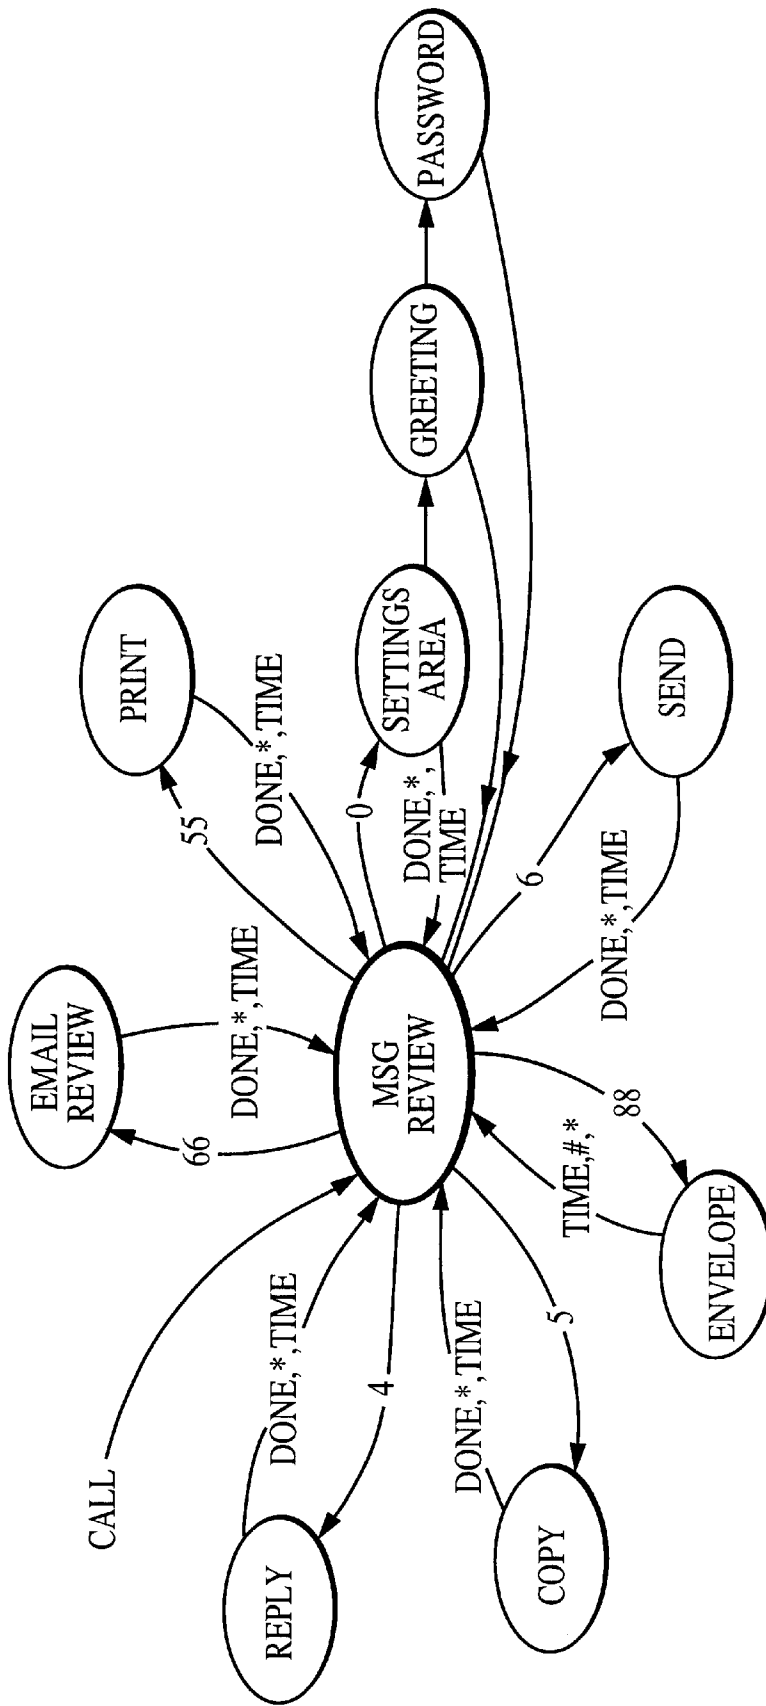 CALL
EMAIL
REVIEW
66
DONE,*,TIME
PRINT
55
DONE,*,TIME
REPLY
DONE,*,TIME
4
MSG
REVIEW
0
SETTINGS
AREA
DONE,*,
TIME
GREETING
PASSWORD
COPY
DONE,*,TIME
5
ENVELOPE
TIME,#,*
88
DONE,*,TIME
6
SEND